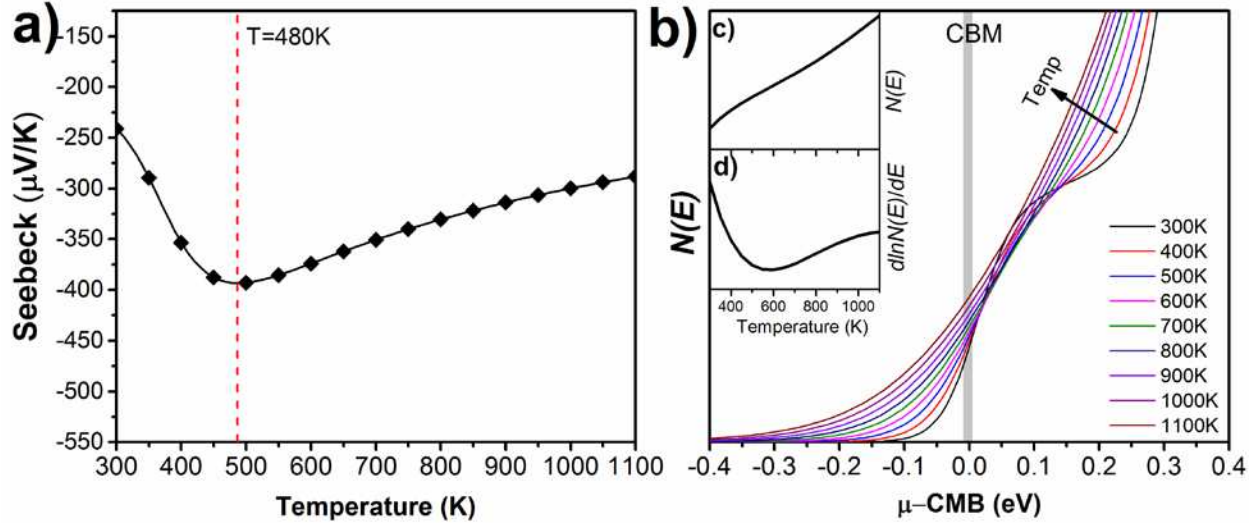 a)
T=480K
-125
-150
-200
-250
-300
-350
-400
-450
-500
-550
Seebeck (μV/K)
300 400 500 600 700 800 900 1000 1100
Temperature (K)
b)
CBM
Temp
N(E)
c)
N(E)
d)
dlnN(E)/dE
400 600 800 1000
Temperature (K)
300K
400K
500K
600K
700K
800K
900K
1000K
1100K
-0.4 -0.3 -0.2 -0.1 0.0 0.1 0.2 0.3 0.4
μ–CMB (eV)